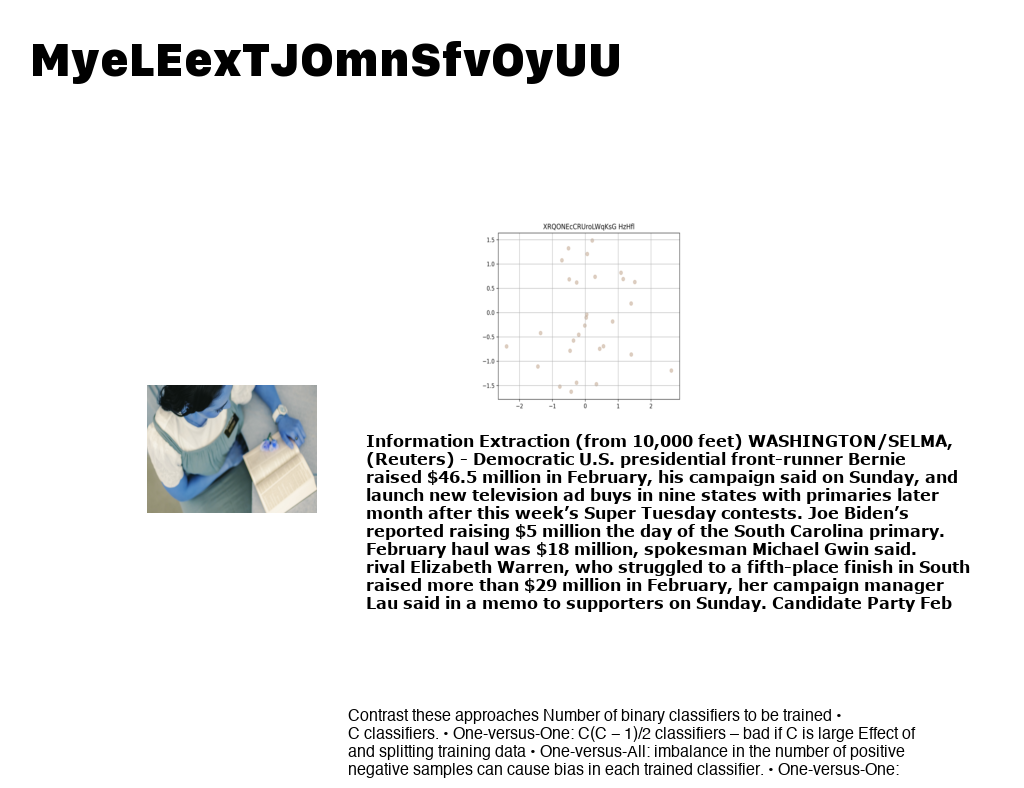 MyeLEexTJOmnSfvOyUU
XRQONEcCRUroLWqKsG HzHfl
1.5
1.0
0.5
0.0
−0.5
−1.0
−1.5
−2 −1 0 1 2
Information Extraction (from 10,000 feet) WASHINGTON/SELMA,
(Reuters) - Democratic U.S. presidential front-runner Bernie
raised $46.5 million in February, his campaign said on Sunday, and
launch new television ad buys in nine states with primaries later
month after this week’s Super Tuesday contests. Joe Biden’s
reported raising $5 million the day of the South Carolina primary.
February haul was $18 million, spokesman Michael Gwin said.
rival Elizabeth Warren, who struggled to a fifth-place finish in South
raised more than $29 million in February, her campaign manager
Lau said in a memo to supporters on Sunday. Candidate Party Feb
Contrast these approaches Number of binary classifiers to be trained •
C classifiers. • One-versus-One: C(C – 1)/2 classifiers – bad if C is large Effect of
and splitting training data • One-versus-All: imbalance in the number of positive
negative samples can cause bias in each trained classifier. • One-versus-One: